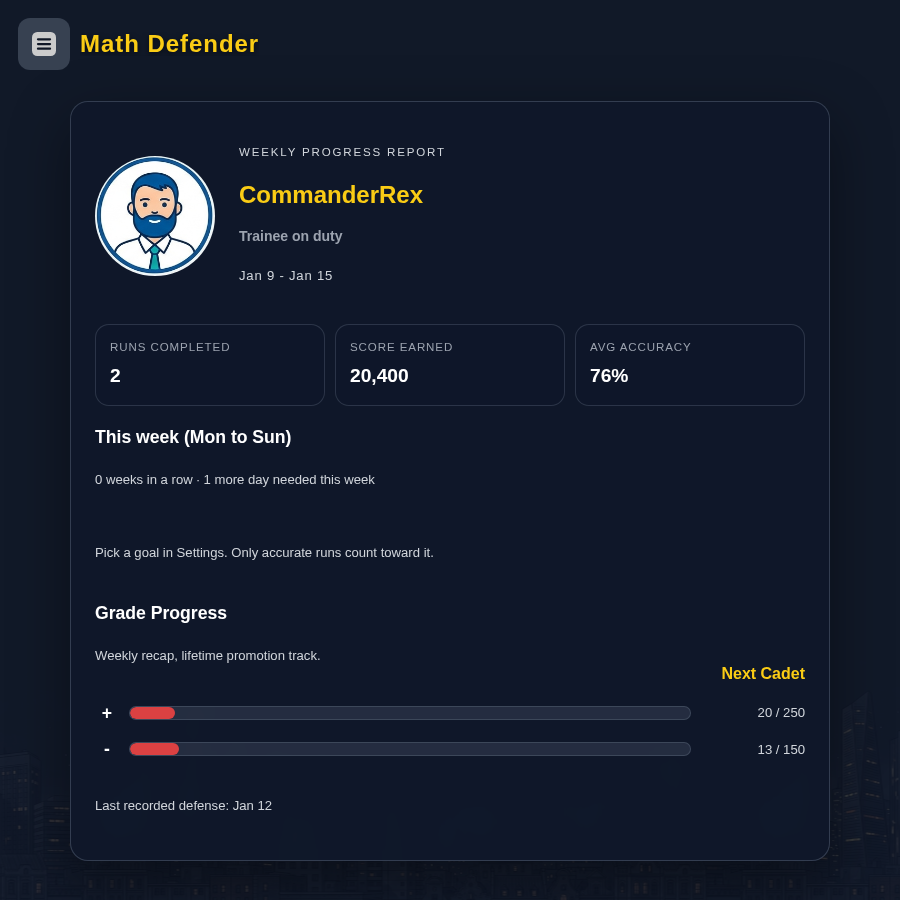 Math Defender
WEEKLY PROGRESS REPORT
CommanderRex
Trainee on duty
Jan 9 - Jan 15
RUNS COMPLETED
2
SCORE EARNED
20,400
AVG ACCURACY
76%
This week (Mon to Sun)
0 weeks in a row · 1 more day needed this week
Pick a goal in Settings. Only accurate runs count toward it.
Grade Progress
Weekly recap, lifetime promotion track.
Next Cadet
+ 20 / 250
- 13 / 150
Last recorded defense: Jan 12